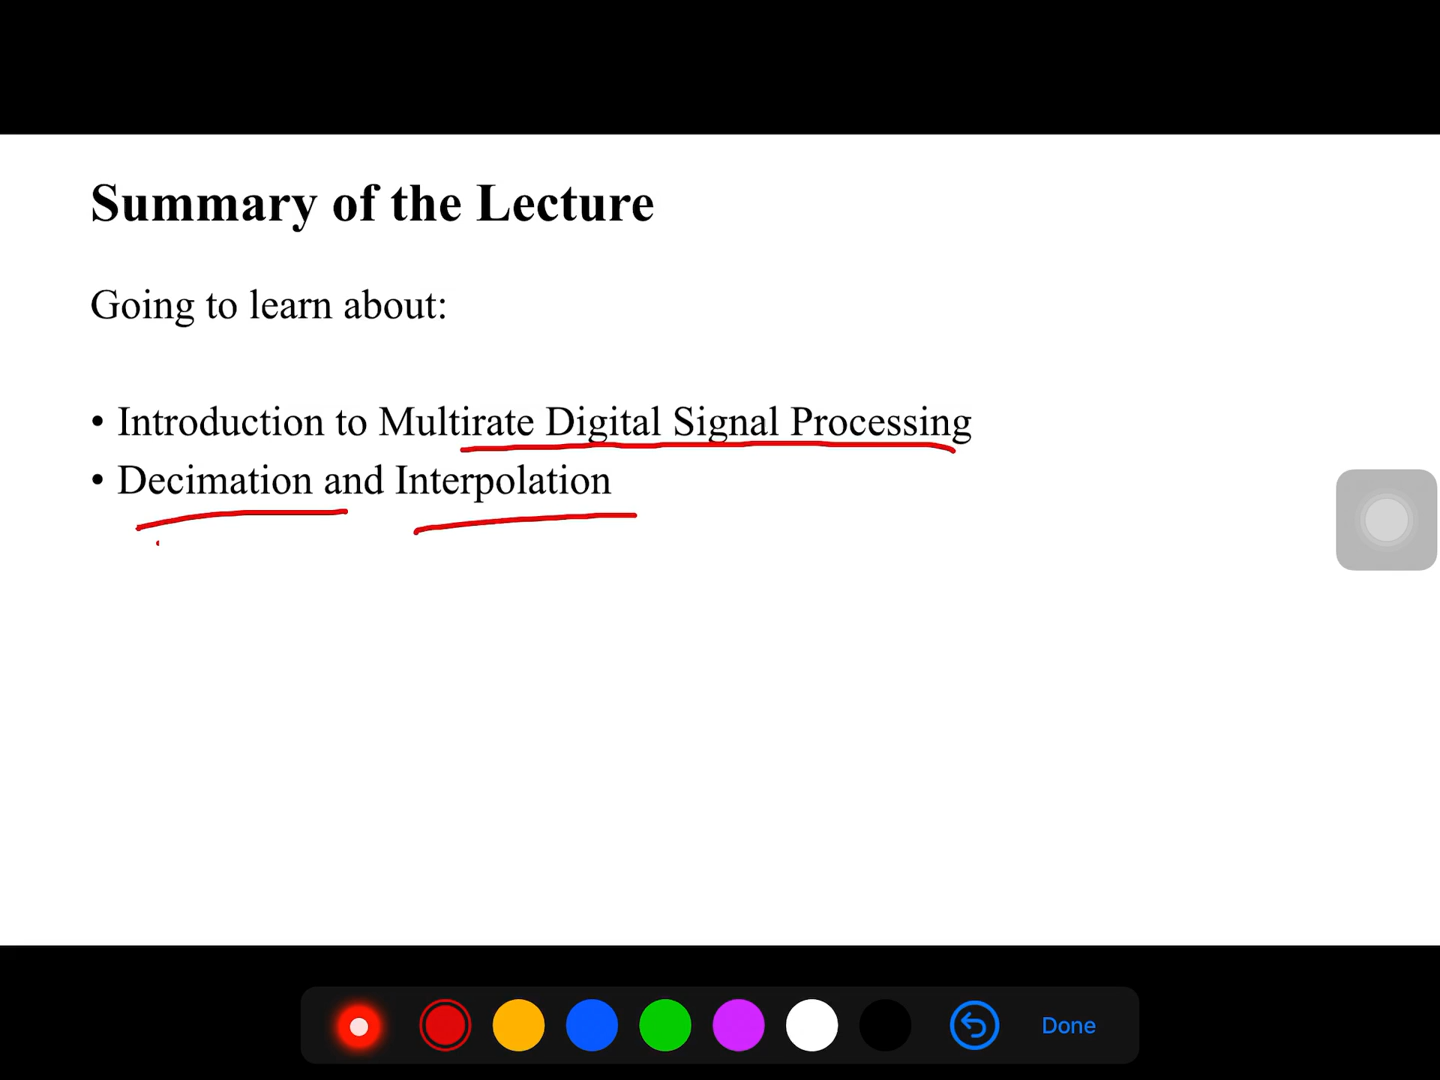 Summary of the Lecture
Going to learn about:
• Introduction to Multirate Digital Signal Processing
• Decimation and Interpolation
Done